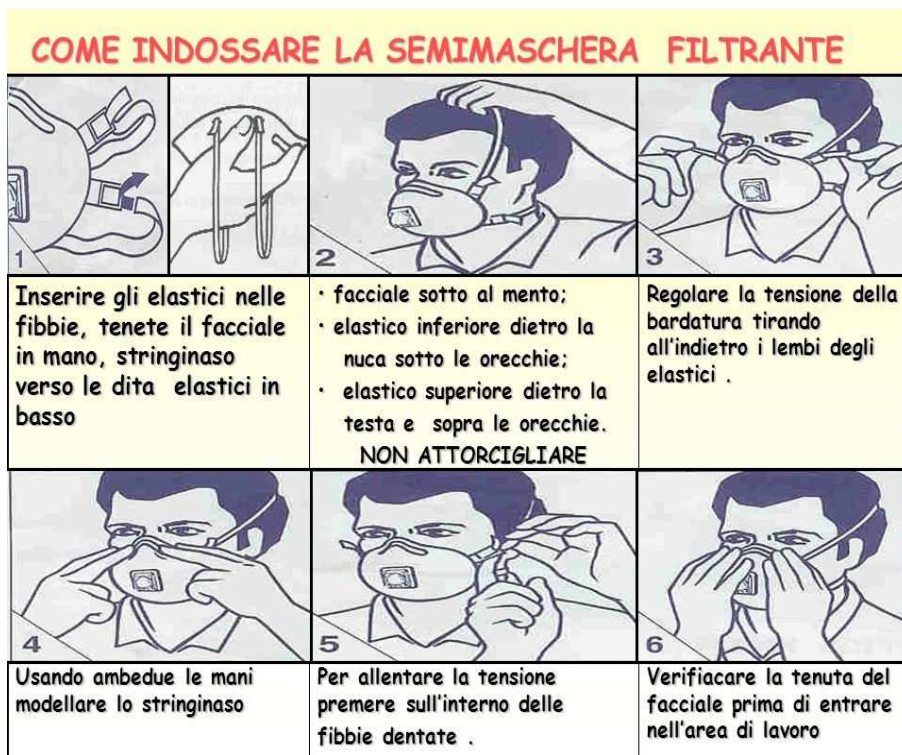 COME INDOSSARE LA SEMIMASCHERA FILTRANTE
1
Inserire gli elastici nelle
fibbie, tenete il facciale
in mano, stringinaso
verso le dita elastici in
basso
2
· facciale sotto al mento;
· elastico inferiore dietro la
nuca sotto le orecchie;
· elastico superiore dietro la
testa e sopra le orecchie.
NON ATTORCIGLIARE
3
Regolare la tensione della
bardatura tirando
all'indietro i lembi degli
elastici .
4
Usando ambedue le mani
modellare lo stringinaso
5
Per allentare la tensione
premere sull'interno delle
fibbie dentate .
6
Verifiacare la tenuta del
facciale prima di entrare
nell'area di lavoro